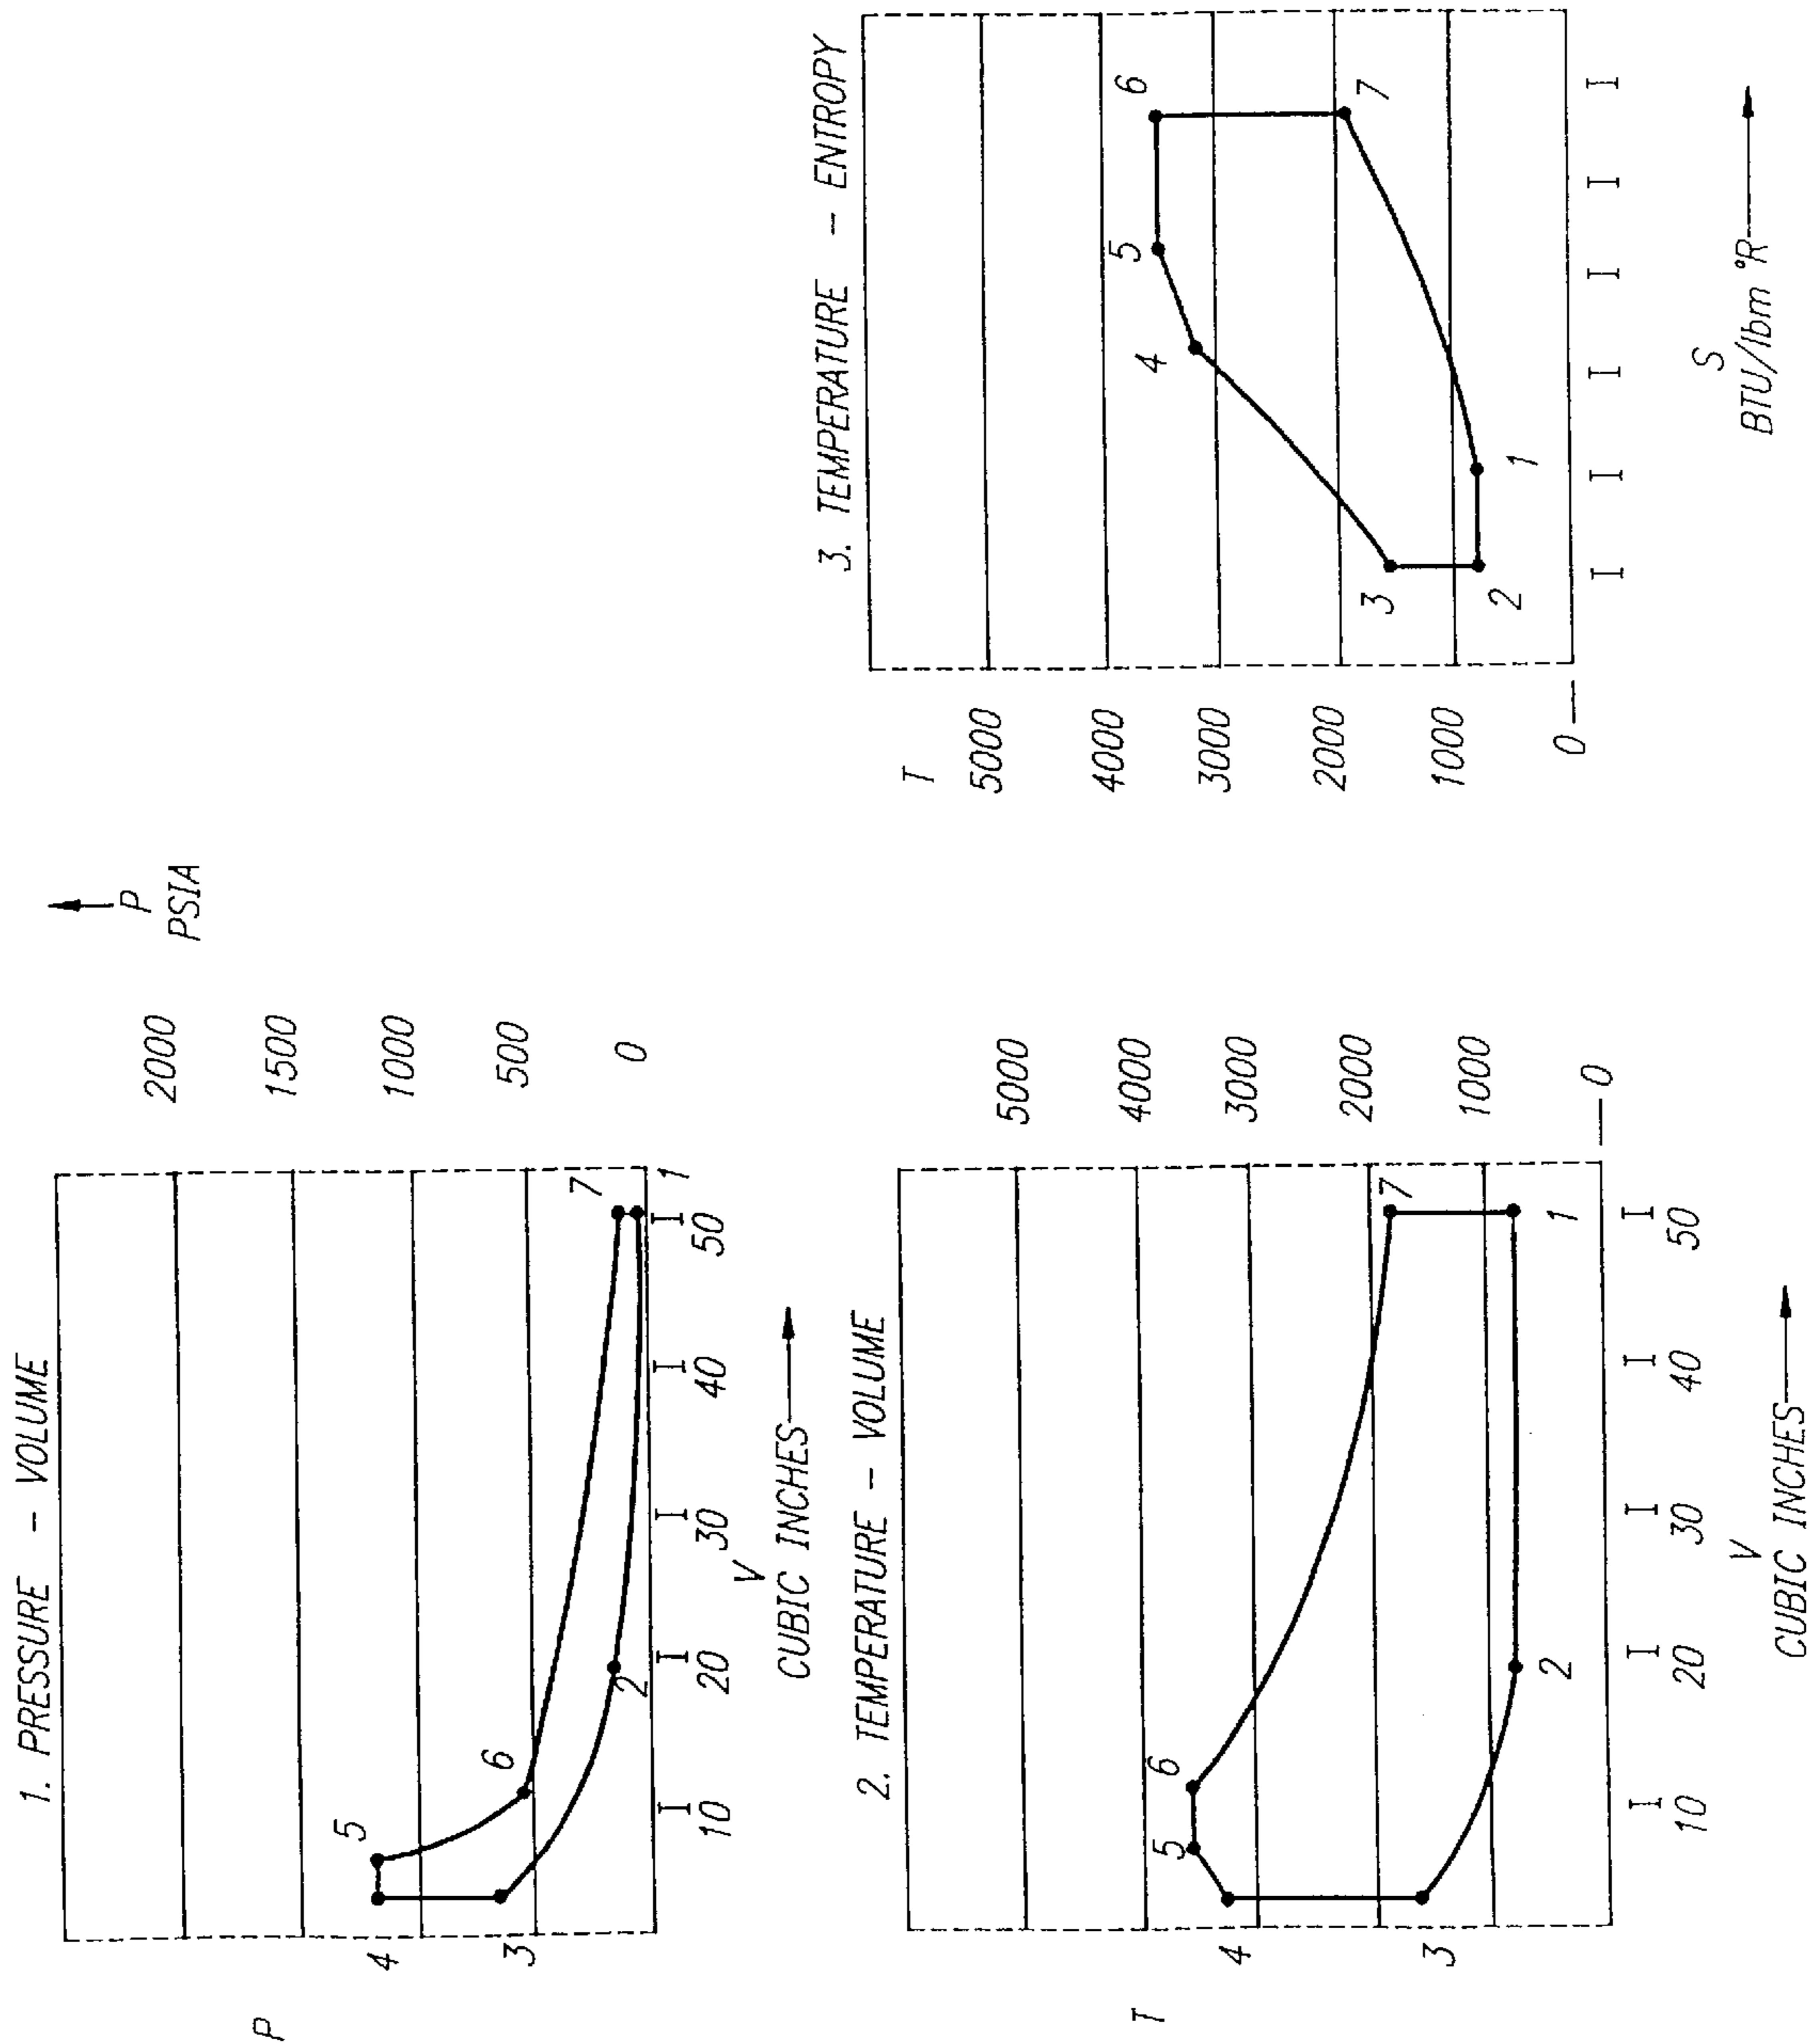 1. PRESSURE - VOLUME
P
PSIA
P
2000
1500
1000
500
0
4
3
5
6
2
7
1
10 20 30 40 50
V
CUBIC INCHES
2. TEMPERATURE - VOLUME
T
5000
4000
3000
2000
1000
0
4
3
5
6
2
7
1
10 20 30 40 50
V
CUBIC INCHES
3. TEMPERATURE - ENTROPY
T
5000
4000
3000
2000
1000
0
3
2
4
5
6
7
1
S
BTU/lbm °R